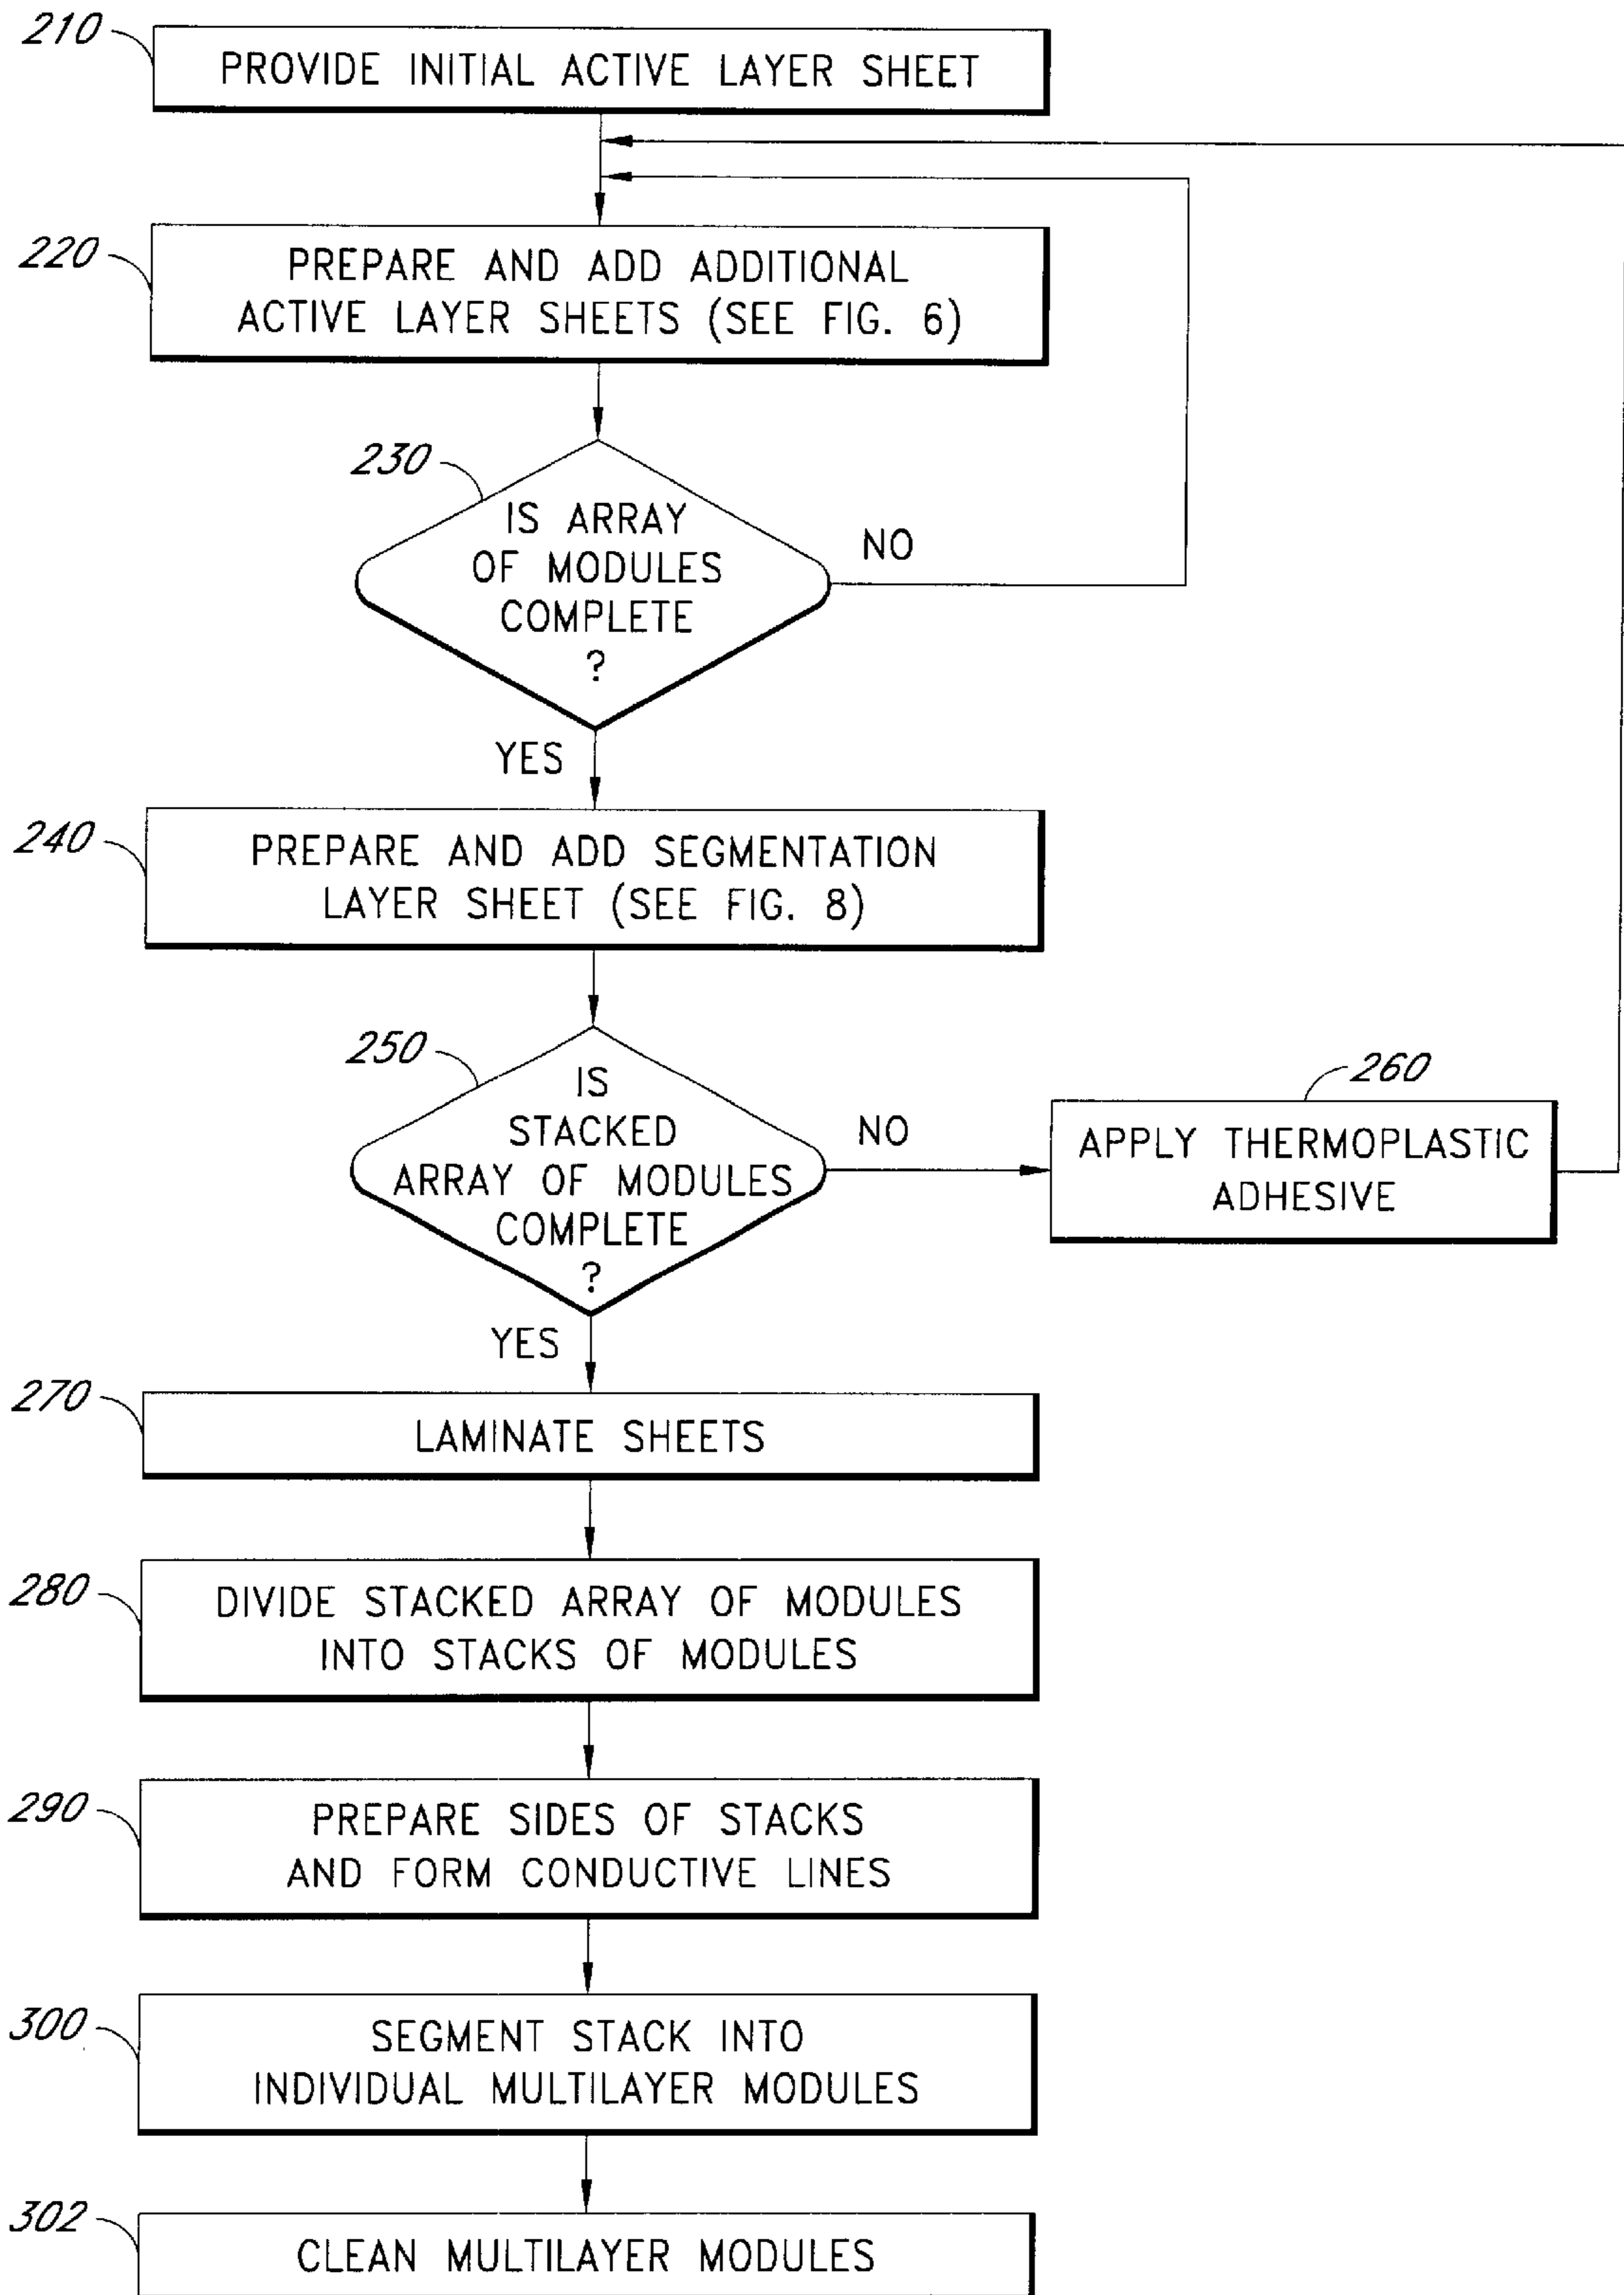 210
PROVIDE INITIAL ACTIVE LAYER SHEET
220
PREPARE AND ADD ADDITIONAL
ACTIVE LAYER SHEETS (SEE FIG. 6)
230
IS ARRAY
OF MODULES
COMPLETE
?
NO
YES
240
PREPARE AND ADD SEGMENTATION
LAYER SHEET (SEE FIG. 8)
250
IS
STACKED
ARRAY OF MODULES
COMPLETE
?
NO
260
APPLY THERMOPLASTIC
ADHESIVE
YES
270
LAMINATE SHEETS
280
DIVIDE STACKED ARRAY OF MODULES
INTO STACKS OF MODULES
290
PREPARE SIDES OF STACKS
AND FORM CONDUCTIVE LINES
300
SEGMENT STACK INTO
INDIVIDUAL MULTILAYER MODULES
302
CLEAN MULTILAYER MODULES